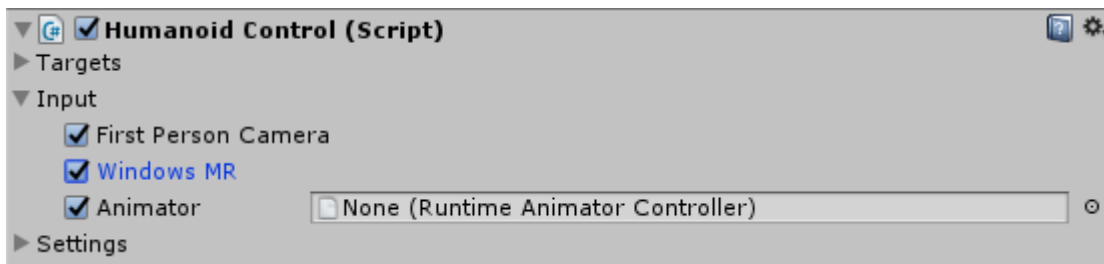 Humanoid Control (Script)
Targets
Input
First Person Camera
Windows MR
Animator None (Runtime Animator Controller)
Settings